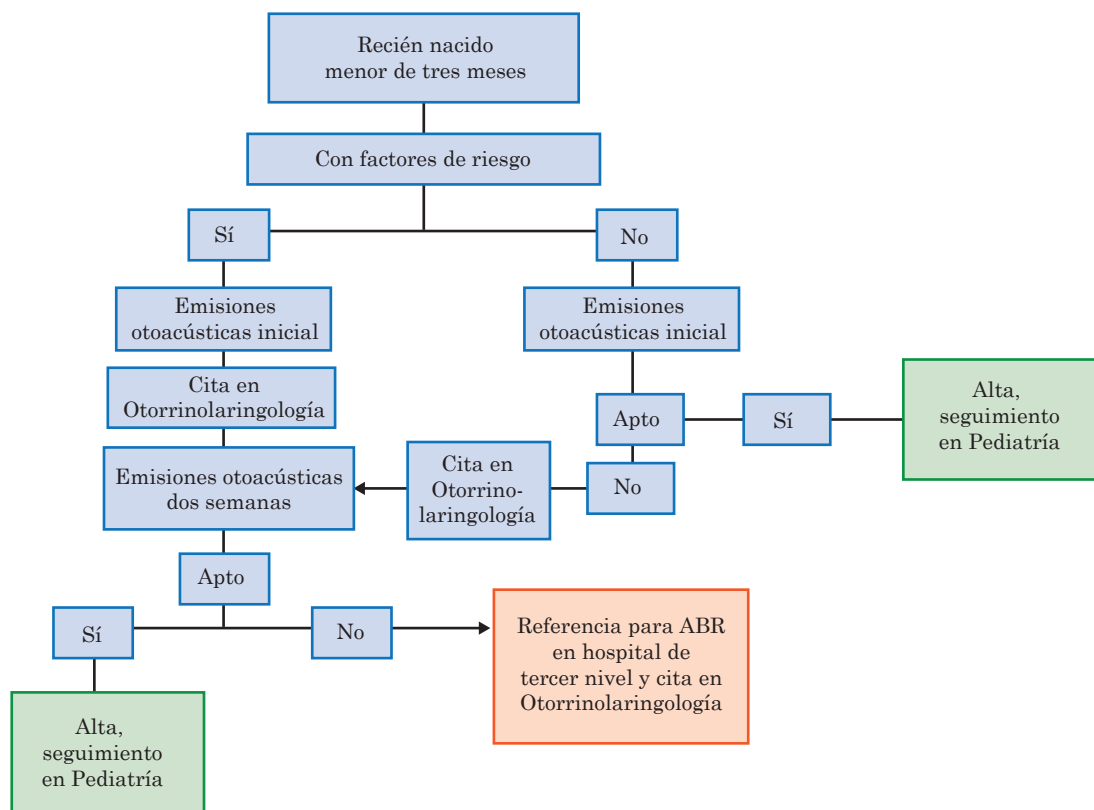 Recién nacido
menor de tres meses
Con factores de riesgo
Sí
No
Emisiones
otoacústicas inicial
Emisiones
otoacústicas inicial
Cita en
Otorrinolaringología
Apto
Sí
Alta,
seguimiento
en Pediatría
Emisiones otoacústicas
dos semanas
Cita en
Otorrino-
laringología
No
Apto
Sí
No
Referencia para ABR
en hospital de
tercer nivel y cita en
Otorrinolaringología
Alta,
seguimiento
en Pediatría